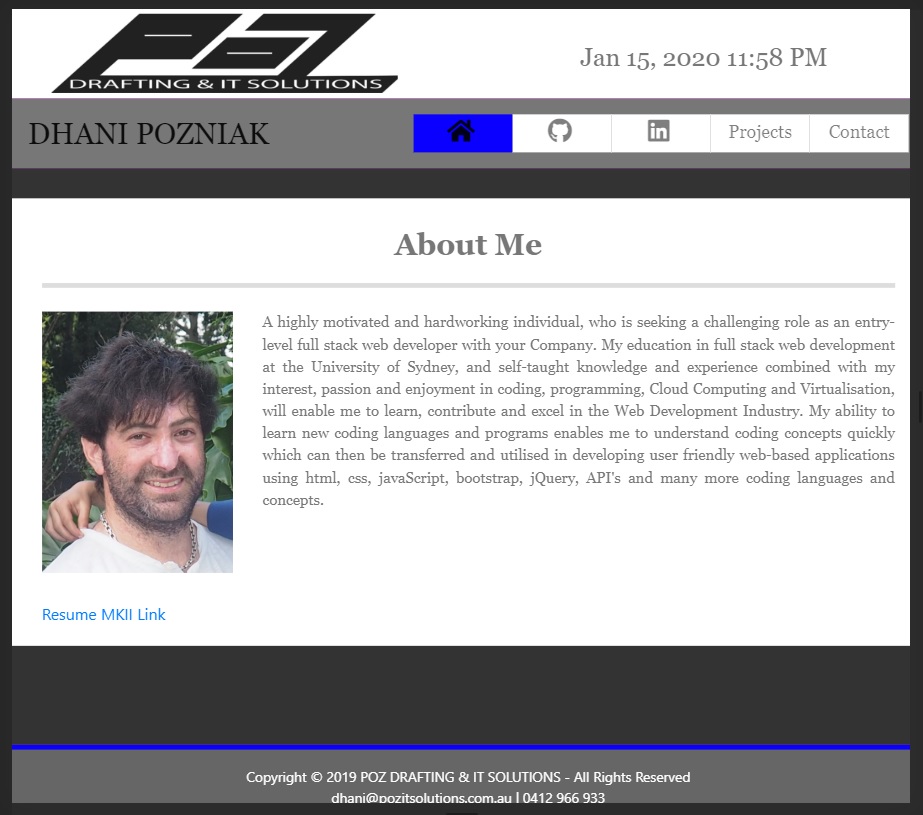 POZ
DRAFTING & IT SOLUTIONS
Jan 15, 2020 11:58 PM
DHANI POZNIAK
Projects
Contact
About Me
A highly motivated and hardworking individual, who is seeking a challenging role as an entry-
level full stack web developer with your Company. My education in full stack web development
at the University of Sydney, and self-taught knowledge and experience combined with my
interest, passion and enjoyment in coding, programming, Cloud Computing and Virtualisation,
will enable me to learn, contribute and excel in the Web Development Industry. My ability to
learn new coding languages and programs enables me to understand coding concepts quickly
which can then be transferred and utilised in developing user friendly web-based applications
using html, css, javaScript, bootstrap, jQuery, API's and many more coding languages and
concepts.
Resume MKII Link
Copyright © 2019 POZ DRAFTING & IT SOLUTIONS - All Rights Reserved
dhani@pozitsolutions.com.au | 0412 966 933